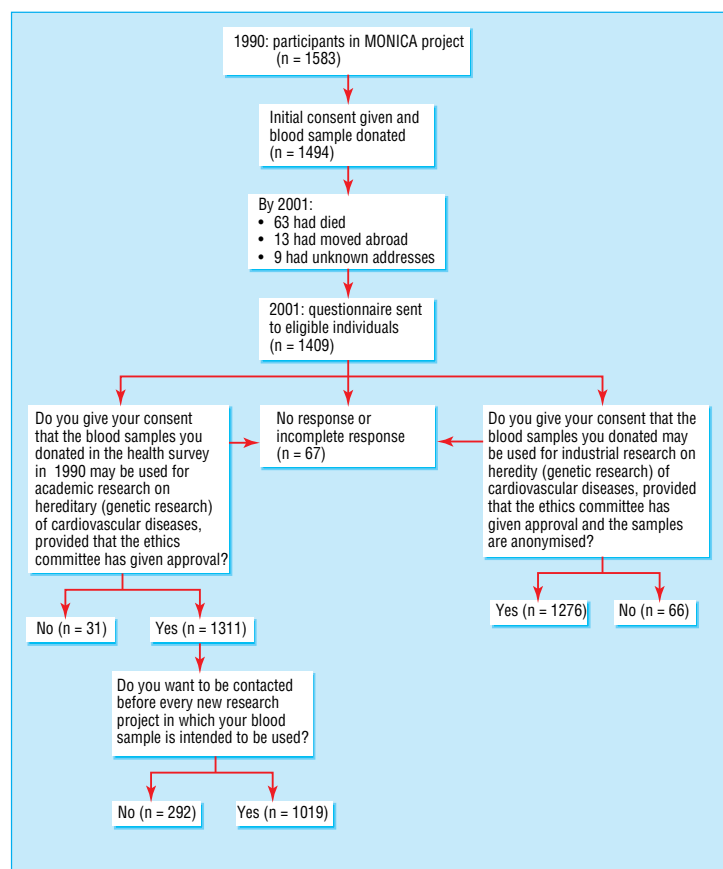 1990: participants in MONICA project
(n = 1583)
Initial consent given and
blood sample donated
(n = 1494)
By 2001:
• 63 had died
• 13 had moved abroad
• 9 had unknown addresses
2001: questionnaire sent
to eligible individuals
(n = 1409)
Do you give your consent
that the blood samples you
donated in the health survey
in 1990 may be used for
academic research on
hereditary (genetic research)
of cardiovascular diseases,
provided that the ethics
committee has given approval?
No response or
incomplete response
(n = 67)
Do you give your consent that the
blood samples you donated may
be used for industrial research on
heredity (genetic research) of
cardiovascular diseases, provided
that the ethics committee has
given approval and the samples
are anonymised?
No (n = 31)
Yes (n = 1311)
Yes (n = 1276)
No (n = 66)
Do you want to be contacted
before every new research
project in which your blood
sample is intended to be used?
No (n = 292)
Yes (n = 1019)